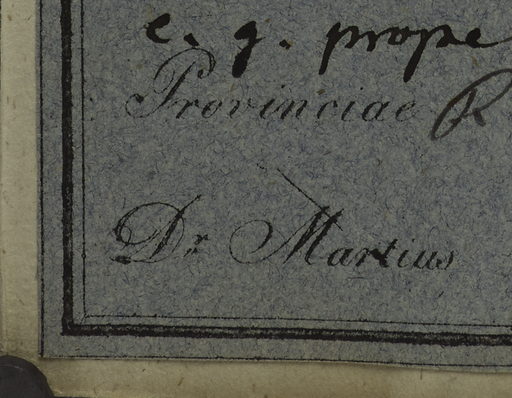 e. g. prope
Provinciae R
Dr Martius